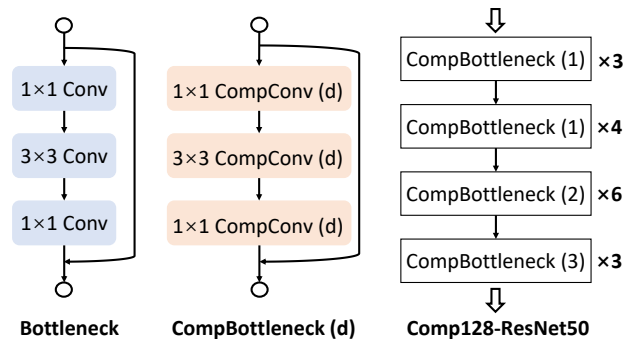 1×1 Conv
3×3 Conv
1×1 Conv
Bottleneck
1×1 CompConv (d)
3×3 CompConv (d)
1×1 CompConv (d)
CompBottleneck (d)
CompBottleneck (1) ×3
CompBottleneck (1) ×4
CompBottleneck (2) ×6
CompBottleneck (3) ×3
Comp128-ResNet50